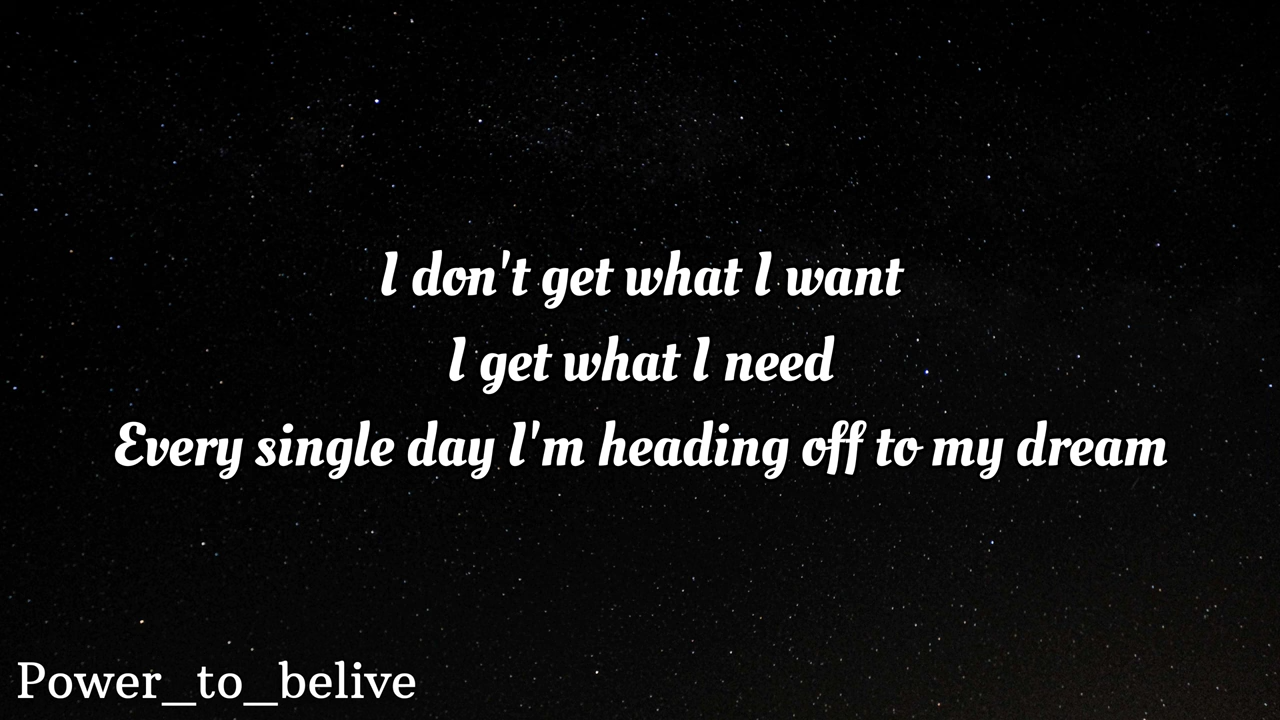 I don't get what I want
I get what I need
Every single day I'm heading off to my dream
Power_to_belive